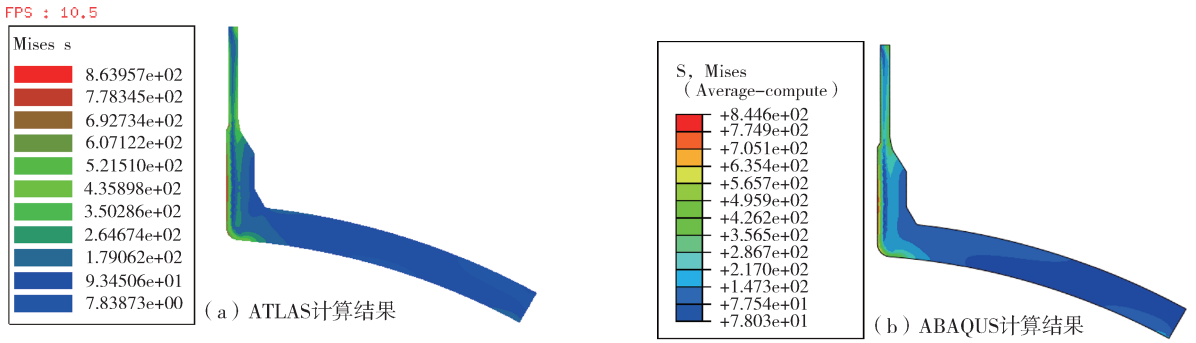 FPS : 10.5
Mises s
8.63957e+02
7.78345e+02
6.92734e+02
6.07122e+02
5.21510e+02
4.35898e+02
3.50286e+02
2.64674e+02
1.79062e+02
9.34506e+01
7.83873e+00
（a）ATLAS计算结果
S, Mises
（Average-compute）
+8.446e+02
+7.749e+02
+7.051e+02
+6.354e+02
+5.657e+02
+4.959e+02
+4.262e+02
+3.565e+02
+2.867e+02
+2.170e+02
+1.473e+02
+7.754e+01
+7.803e+01
（b）ABAQUS计算结果